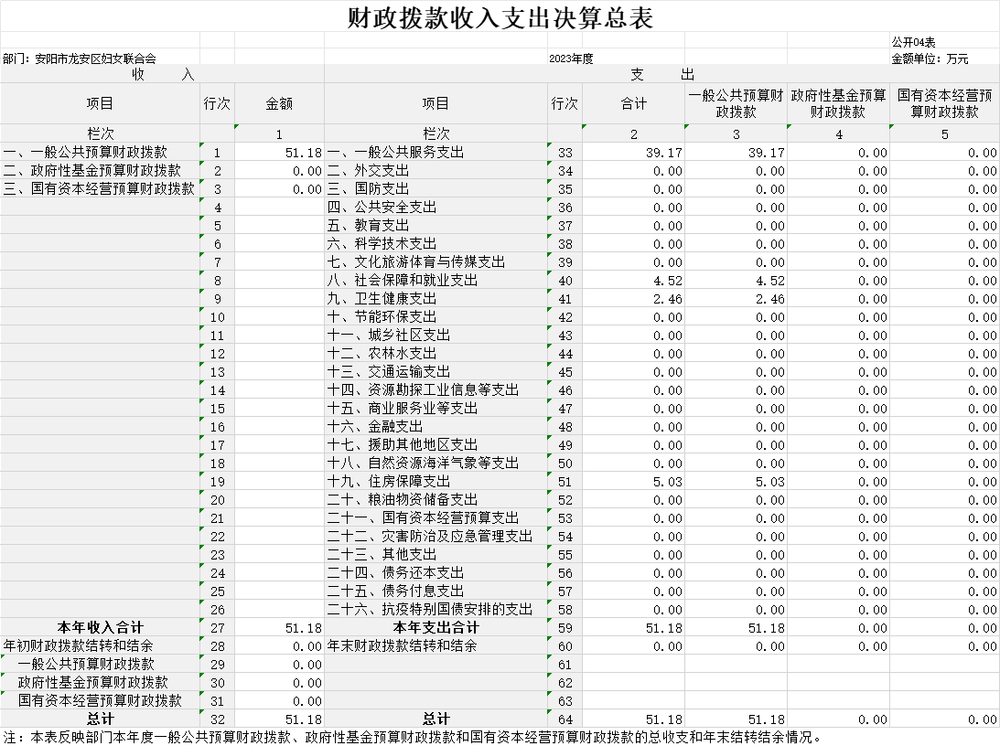 财政拨款收入支出决算总表
公开04表
部门：安阳市龙安区妇女联合会 2023年度 金额单位：万元
收 入 支 出
项目 行次 金额 项目 行次 合计 一般公共预算财政拨款 政府性基金预算财政拨款 国有资本经营预算财政拨款
栏次 1 栏次 2 3 4 5
一、一般公共预算财政拨款 1 51.18 一、一般公共服务支出 33 39.17 39.17 0.00 0.00
二、政府性基金预算财政拨款 2 0.00 二、外交支出 34 0.00 0.00 0.00 0.00
三、国有资本经营预算财政拨款 3 0.00 三、国防支出 35 0.00 0.00 0.00 0.00
4 四、公共安全支出 36 0.00 0.00 0.00 0.00
5 五、教育支出 37 0.00 0.00 0.00 0.00
6 六、科学技术支出 38 0.00 0.00 0.00 0.00
7 七、文化旅游体育与传媒支出 39 0.00 0.00 0.00 0.00
8 八、社会保障和就业支出 40 4.52 4.52 0.00 0.00
9 九、卫生健康支出 41 2.46 2.46 0.00 0.00
10 十、节能环保支出 42 0.00 0.00 0.00 0.00
11 十一、城乡社区支出 43 0.00 0.00 0.00 0.00
12 十二、农林水支出 44 0.00 0.00 0.00 0.00
13 十三、交通运输支出 45 0.00 0.00 0.00 0.00
14 十四、资源勘探工业信息等支出 46 0.00 0.00 0.00 0.00
15 十五、商业服务业等支出 47 0.00 0.00 0.00 0.00
16 十六、金融支出 48 0.00 0.00 0.00 0.00
17 十七、援助其他地区支出 49 0.00 0.00 0.00 0.00
18 十八、自然资源海洋气象等支出 50 0.00 0.00 0.00 0.00
19 十九、住房保障支出 51 5.03 5.03 0.00 0.00
20 二十、粮油物资储备支出 52 0.00 0.00 0.00 0.00
21 二十一、国有资本经营预算支出 53 0.00 0.00 0.00 0.00
22 二十二、灾害防治及应急管理支出 54 0.00 0.00 0.00 0.00
23 二十三、其他支出 55 0.00 0.00 0.00 0.00
24 二十四、债务还本支出 56 0.00 0.00 0.00 0.00
25 二十五、债务付息支出 57 0.00 0.00 0.00 0.00
26 二十六、抗疫特别国债安排的支出 58 0.00 0.00 0.00 0.00
本年收入合计 27 51.18 本年支出合计 59 51.18 51.18 0.00 0.00
年初财政拨款结转和结余 28 0.00 年末财政拨款结转和结余 60 0.00 0.00 0.00 0.00
一般公共预算财政拨款 29 0.00 61
政府性基金预算财政拨款 30 0.00 62
国有资本经营预算财政拨款 31 0.00 63
总计 32 51.18 总计 64 51.18 51.18 0.00 0.00
注：本表反映部门本年度一般公共预算财政拨款、政府性基金预算财政拨款和国有资本经营预算财政拨款的总收支和年末结转结余情况。